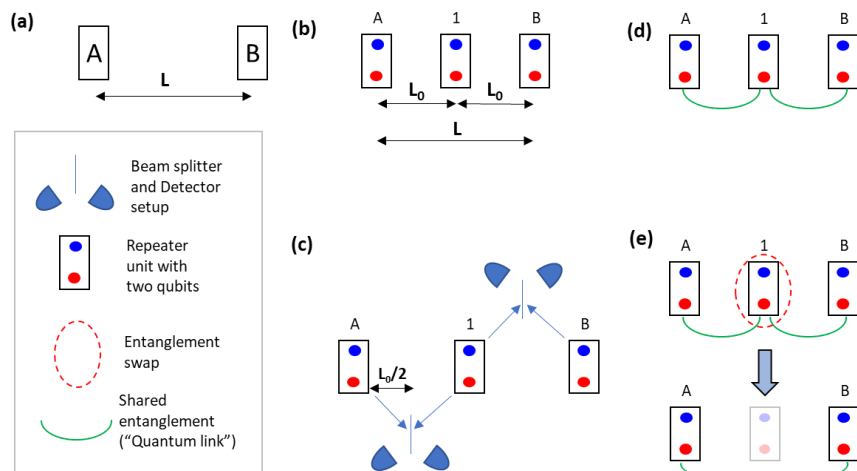 (a)
A
B
L
Beam splitter
and Detector
setup
Repeater
unit with
two qubits
Entanglement
swap
Shared
entanglement
("Quantum link")
(b)
A 1 B
L₀ L₀
L
(c)
A 1 B
L₀/2
(d)
A 1 B
(e)
A 1 B
A B